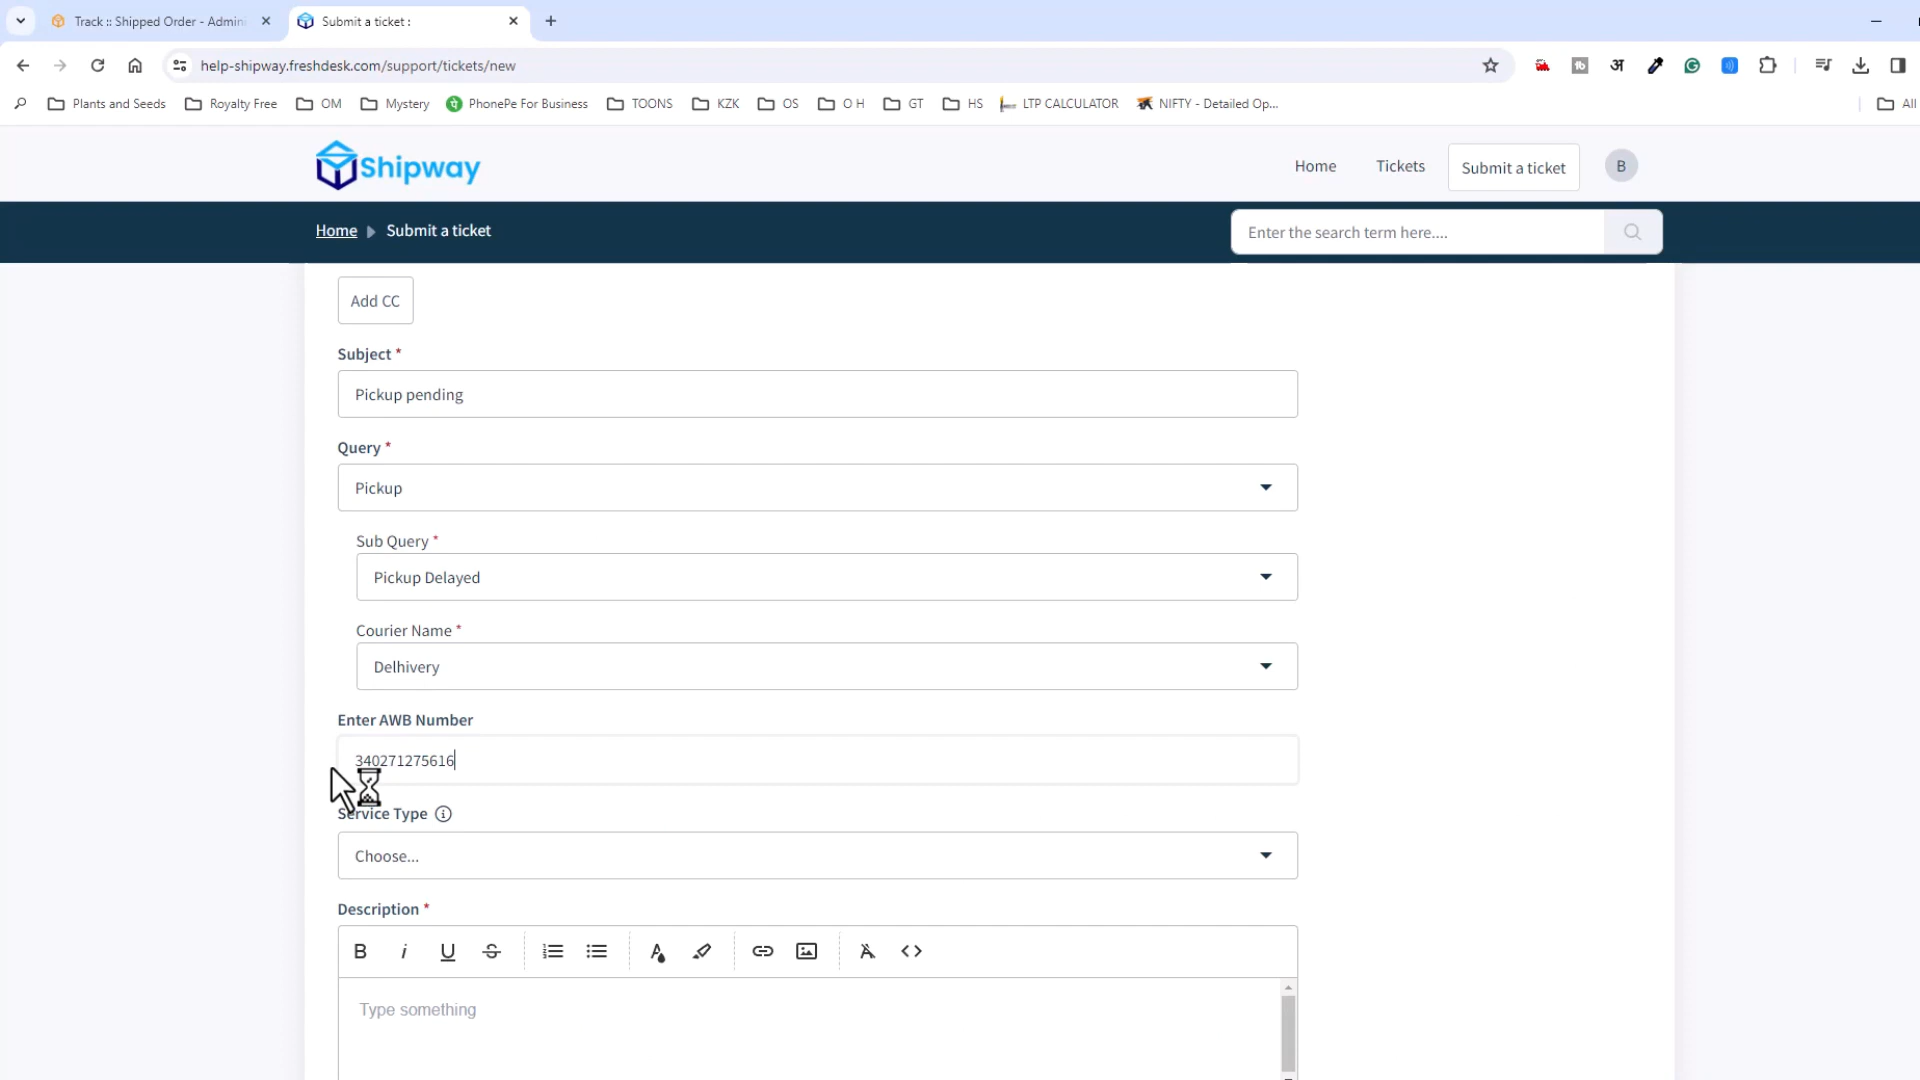 Track :: Shipped Order - Admini
Submit a ticket :
help-shipway.freshdesk.com/support/tickets/new
Plants and Seeds
Royalty Free
OM
Mystery
PhonePe For Business
TOONS
KZK
OS
O H
GT
HS
LTP CALCULATOR
NIFTY - Detailed Op...
All
Shipway
Home
Tickets
Submit a ticket
B
Home
Submit a ticket
Enter the search term here....
Add CC
Subject *
Pickup pending
Query *
Pickup
Sub Query *
Pickup Delayed
Courier Name *
Delhivery
Enter AWB Number
340271275616
Service Type
Choose...
Description *
Type something